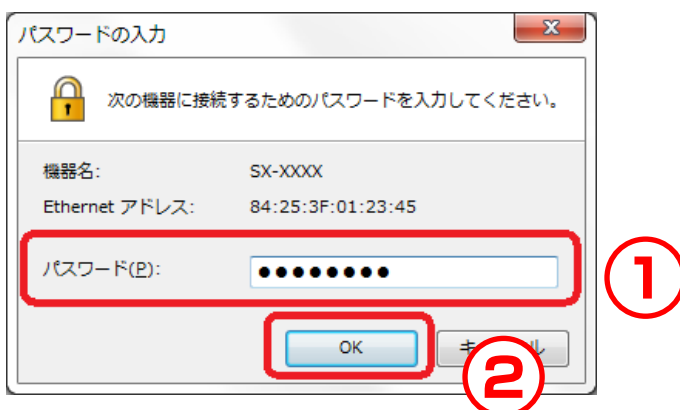 パスワードの入力
次の機器に接続するためのパスワードを入力してください。
機器名: SX-XXXX
Ethernet アドレス: 84:25:3F:01:23:45
パスワード(P): ●●●●●●●●
①
OK
②